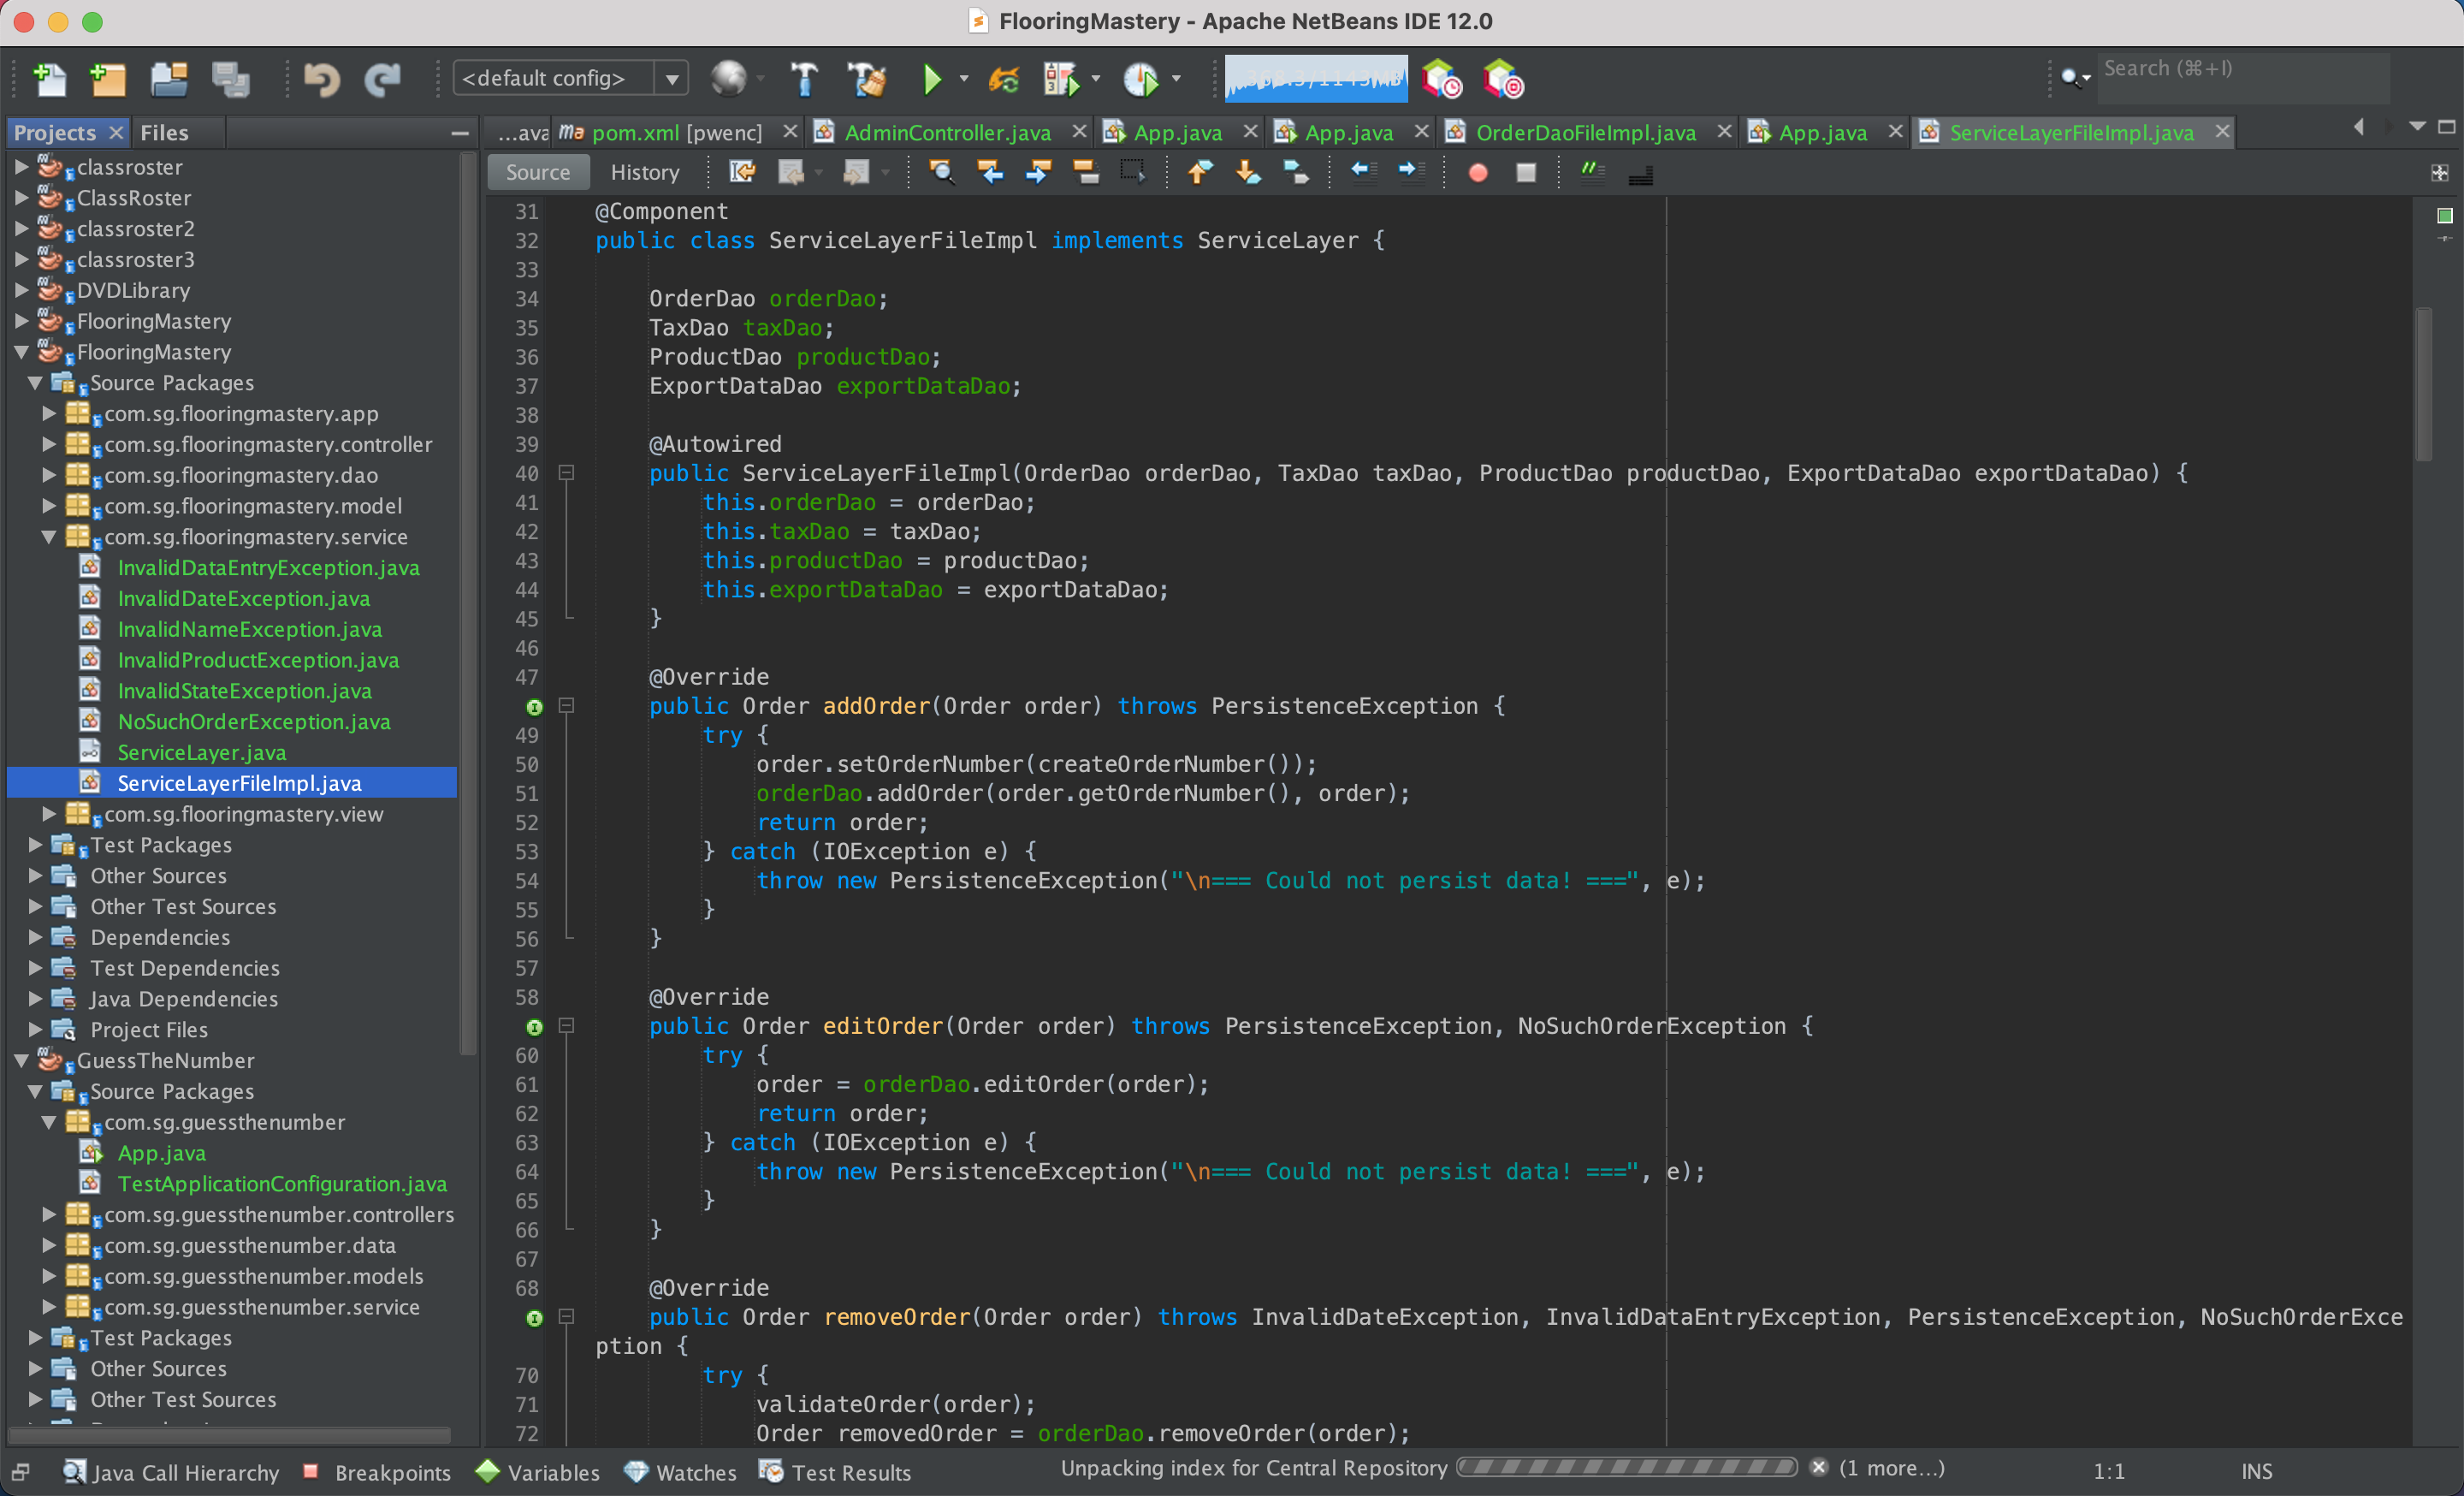 FlooringMastery - Apache NetBeans IDE 12.0
<default config>
368.3/1143MB
Search (⌘+I)
Projects
Files
...ava
pom.xml [pwenc]
AdminController.java
App.java
App.java
OrderDaoFileImpl.java
App.java
ServiceLayerFileImpl.java
Source
History
classroster
ClassRoster
classroster2
classroster3
DVDLibrary
FlooringMastery
FlooringMastery
Source Packages
com.sg.flooringmastery.app
com.sg.flooringmastery.controller
com.sg.flooringmastery.dao
com.sg.flooringmastery.model
com.sg.flooringmastery.service
InvalidDataEntryException.java
InvalidDateException.java
InvalidNameException.java
InvalidProductException.java
InvalidStateException.java
NoSuchOrderException.java
ServiceLayer.java
ServiceLayerFileImpl.java
com.sg.flooringmastery.view
Test Packages
Other Sources
Other Test Sources
Dependencies
Test Dependencies
Java Dependencies
Project Files
GuessTheNumber
Source Packages
com.sg.guessthenumber
App.java
TestApplicationConfiguration.java
com.sg.guessthenumber.controllers
com.sg.guessthenumber.data
com.sg.guessthenumber.models
com.sg.guessthenumber.service
Test Packages
Other Sources
Other Test Sources
31 @Component
32 public class ServiceLayerFileImpl implements ServiceLayer {
33
34 OrderDao orderDao;
35 TaxDao taxDao;
36 ProductDao productDao;
37 ExportDataDao exportDataDao;
38
39 @Autowired
40 public ServiceLayerFileImpl(OrderDao orderDao, TaxDao taxDao, ProductDao productDao, ExportDataDao exportDataDao) {
41 this.orderDao = orderDao;
42 this.taxDao = taxDao;
43 this.productDao = productDao;
44 this.exportDataDao = exportDataDao;
45 }
46
47 @Override
public Order addOrder(Order order) throws PersistenceException {
49 try {
50 order.setOrderNumber(createOrderNumber());
51 orderDao.addOrder(order.getOrderNumber(), order);
52 return order;
53 } catch (IOException e) {
54 throw new PersistenceException("\n=== Could not persist data! ===", e);
55 }
56 }
57
58 @Override
public Order editOrder(Order order) throws PersistenceException, NoSuchOrderException {
60 try {
61 order = orderDao.editOrder(order);
62 return order;
63 } catch (IOException e) {
64 throw new PersistenceException("\n=== Could not persist data! ===", e);
65 }
66 }
67
68 @Override
public Order removeOrder(Order order) throws InvalidDateException, InvalidDataEntryException, PersistenceException, NoSuchOrderExce
ption {
70 try {
71 validateOrder(order);
72 Order removedOrder = orderDao.removeOrder(order);
Java Call Hierarchy
Breakpoints
Variables
Watches
Test Results
Unpacking index for Central Repository
(1 more...)
1:1
INS